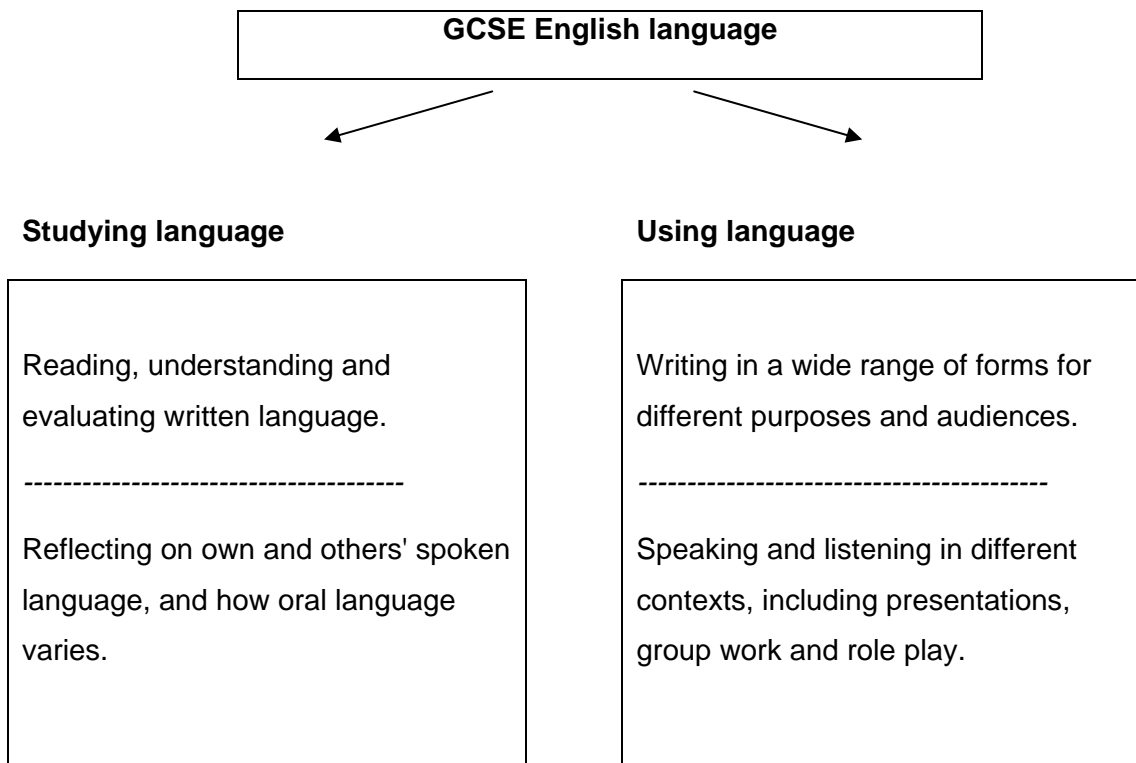 GCSE English language
Studying language
Reading, understanding and
evaluating written language.
---------------------------------------
Reflecting on own and others' spoken
language, and how oral language
varies.
Using language
Writing in a wide range of forms for
different purposes and audiences.
------------------------------------------
Speaking and listening in different
contexts, including presentations,
group work and role play.